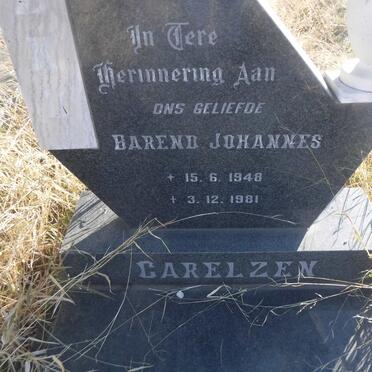 In Tere
Herinnering Aan
ONS GELIEFDE
BAREND JOHANNES
+ 15. 6. 1948
+ 3. 12. 1981
CARELZEN